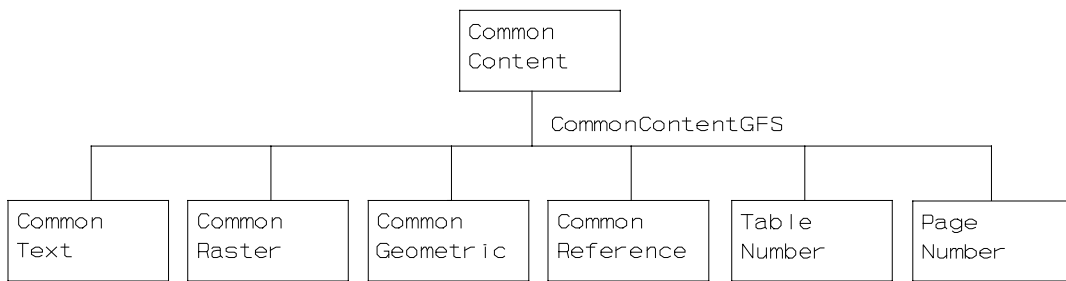 Common
Content
CommonContentGFS
Common
Text
Common
Raster
Common
Geometric
Common
Reference
Table
Number
Page
Number